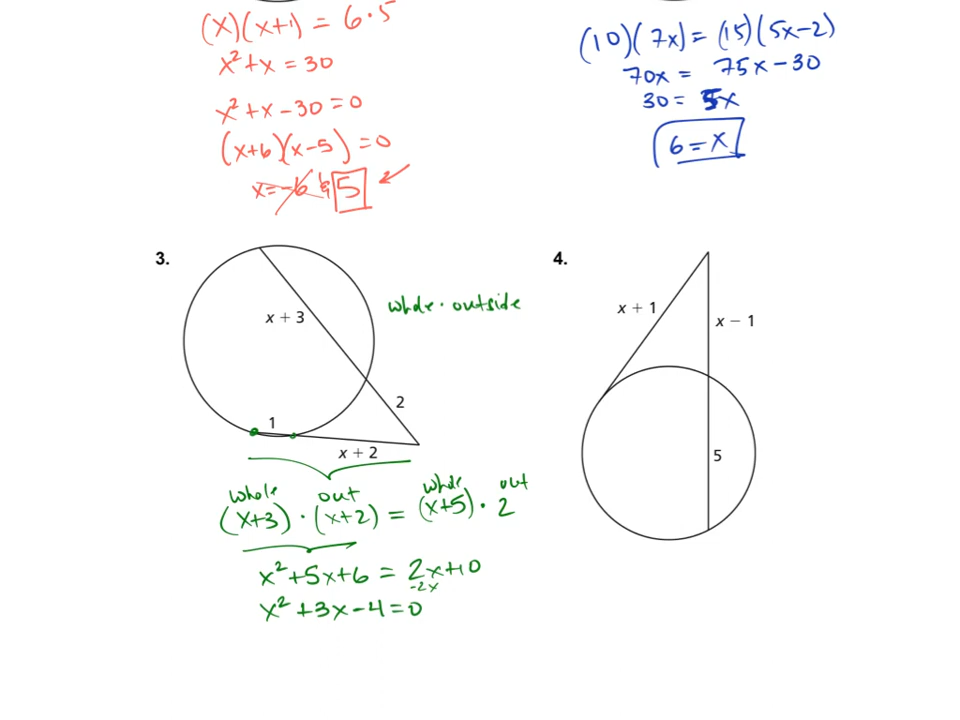 (x)(x+1) = 6·5
x²+x = 30
x²+x-30=0
(x+6)(x-5)=0
x=-6 & 5
(10)(7x)=(15)(5x-2)
70x = 75x-30
30 = 5x
6=x
3.
x + 3
whole · outside
2
1
x + 2
whole out whole out
(x+3) · (x+2) = (x+5) · 2
x²+5x+6 = 2x+10
-2x
x²+3x-4=0
4.
x + 1
x − 1
5